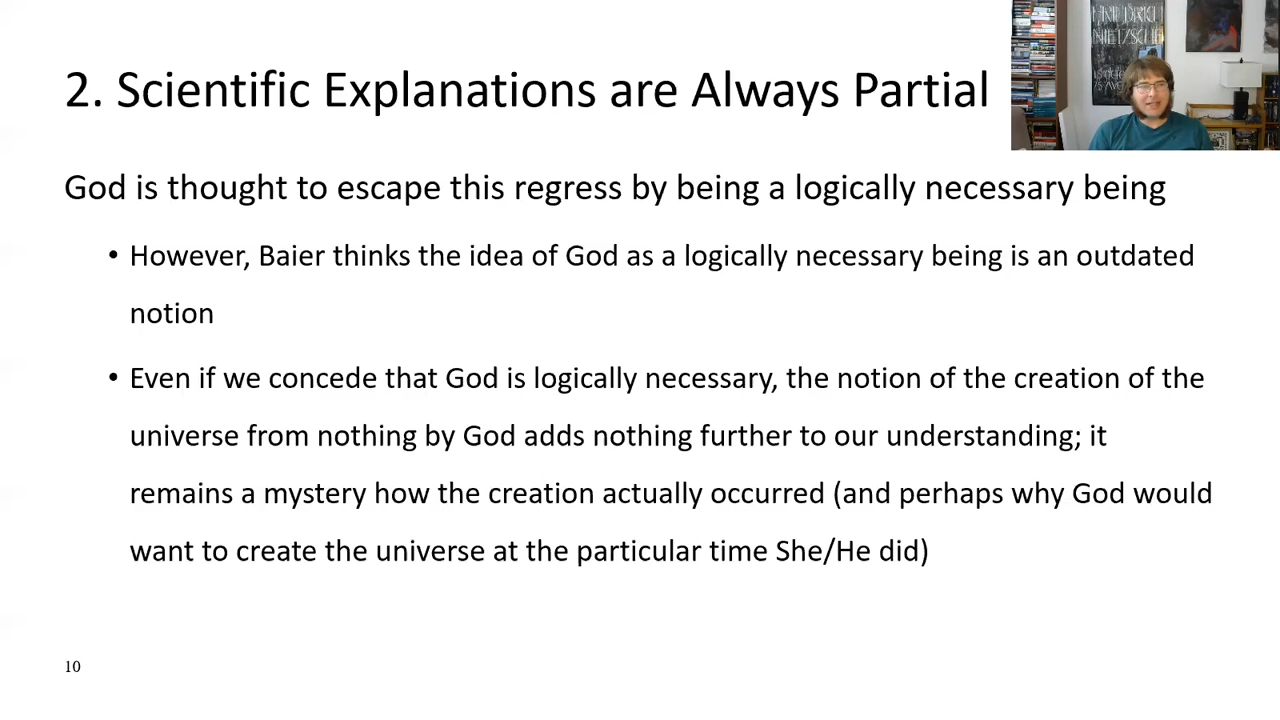 2. Scientific Explanations are Always Partial
God is thought to escape this regress by being a logically necessary being
• However, Baier thinks the idea of God as a logically necessary being is an outdated
notion
• Even if we concede that God is logically necessary, the notion of the creation of the
universe from nothing by God adds nothing further to our understanding; it
remains a mystery how the creation actually occurred (and perhaps why God would
want to create the universe at the particular time She/He did)
10
NIETZSCHE